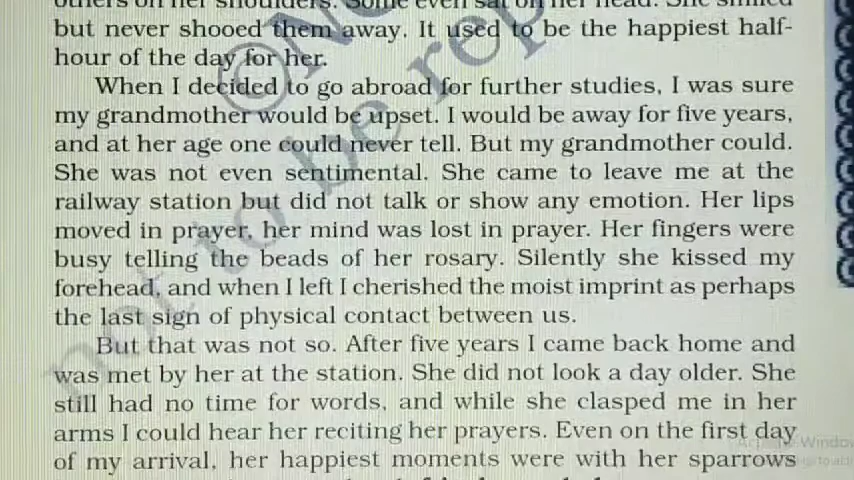 others on her shoulders. Some even sat on her head. She smiled
but never shooed them away. It used to be the happiest half-
hour of the day for her.
When I decided to go abroad for further studies, I was sure
my grandmother would be upset. I would be away for five years,
and at her age one could never tell. But my grandmother could.
She was not even sentimental. She came to leave me at the
railway station but did not talk or show any emotion. Her lips
moved in prayer, her mind was lost in prayer. Her fingers were
busy telling the beads of her rosary. Silently she kissed my
forehead, and when I left I cherished the moist imprint as perhaps
the last sign of physical contact between us.
But that was not so. After five years I came back home and
was met by her at the station. She did not look a day older. She
still had no time for words, and while she clasped me in her
arms I could hear her reciting her prayers. Even on the first day
of my arrival, her happiest moments were with her sparrows
not to be rep